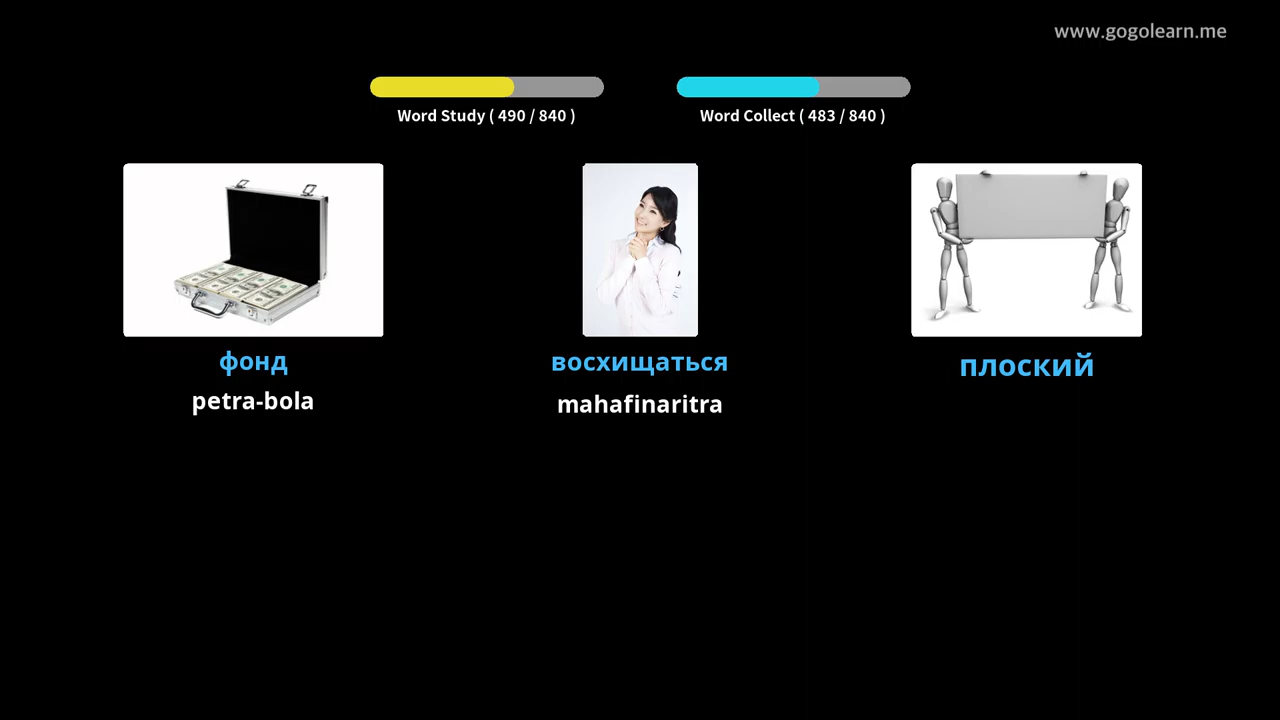 www.gogolearn.me
Word Study ( 490 / 840 )
Word Collect ( 483 / 840 )
фонд
восхищаться
плоский
petra-bola
mahafinaritra